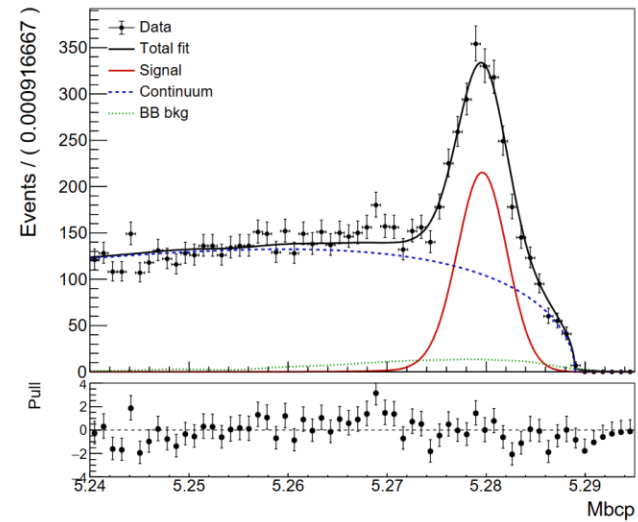 Events / ( 0.000916667 )
350
300
250
200
150
100
50
0
Data
Total fit
Signal
Continuum
BB bkg
Pull
4
2
0
−2
−4
5.24
5.25
5.26
5.27
5.28
5.29
Mbcp